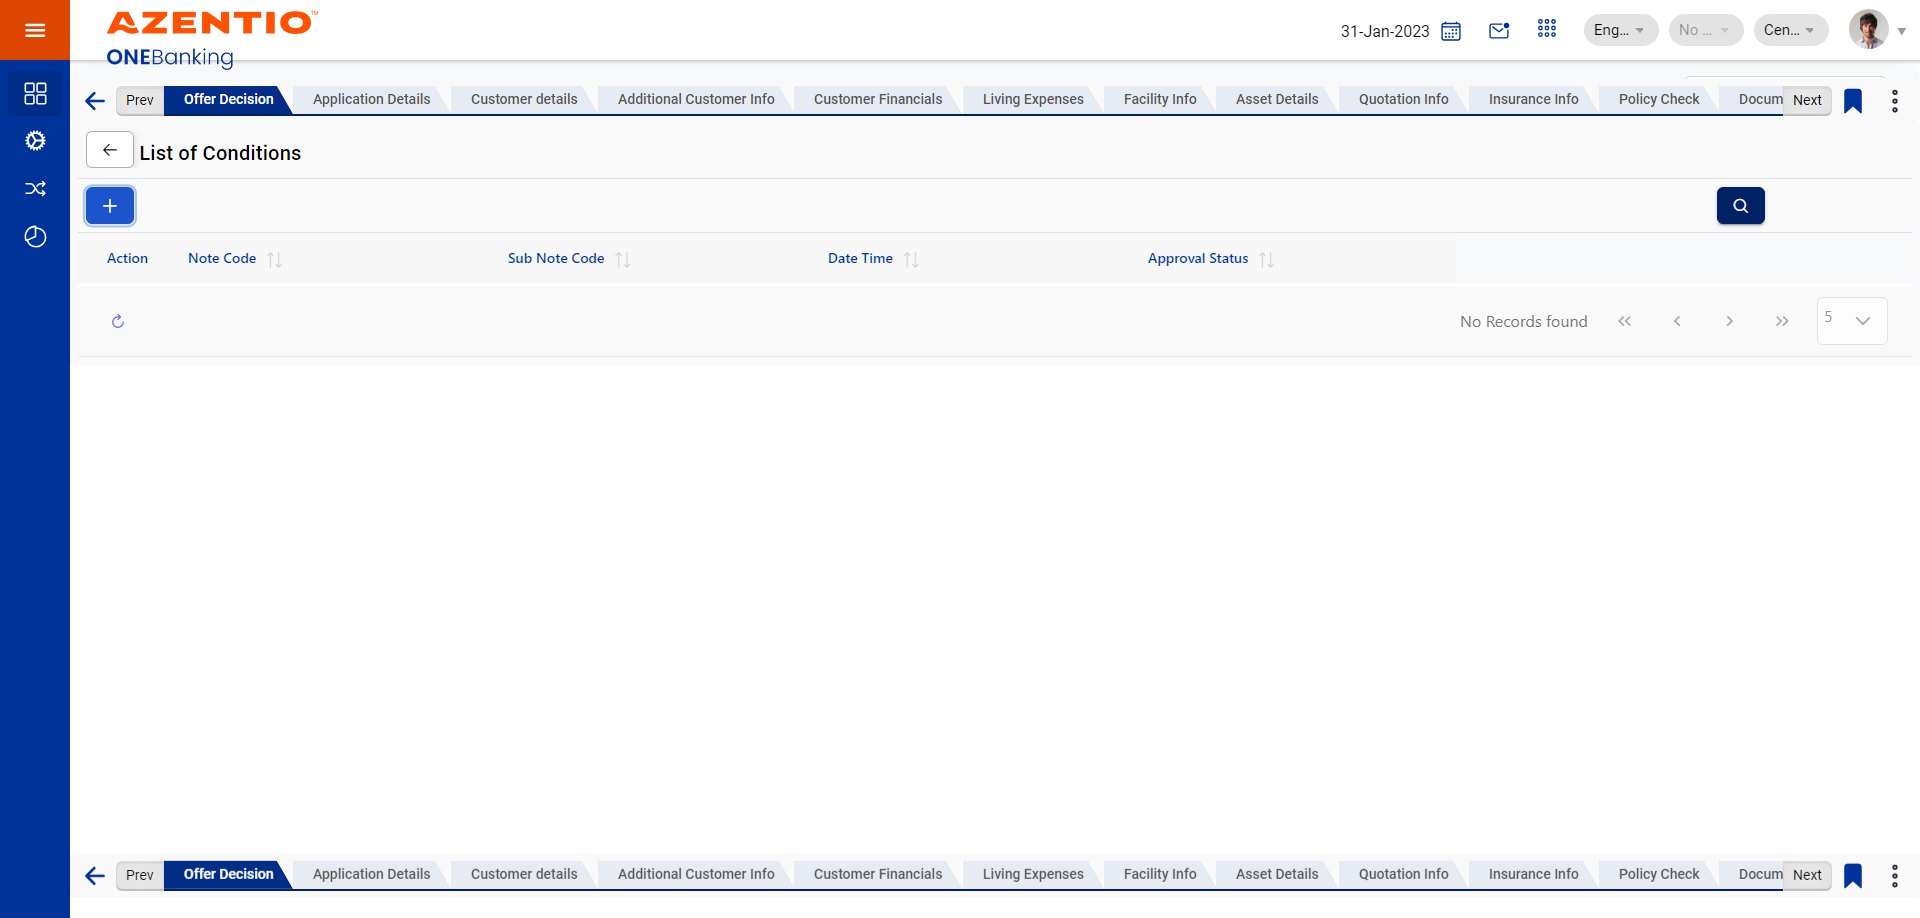 AZENTIO™
ONEBanking
31-Jan-2023
Eng...
No ...
Cen...
Prev
Offer Decision
Application Details
Customer details
Additional Customer Info
Customer Financials
Living Expenses
Facility Info
Asset Details
Quotation Info
Insurance Info
Policy Check
Docum
Next
List of Conditions
Action
Note Code
Sub Note Code
Date Time
Approval Status
No Records found
5
Prev
Offer Decision
Application Details
Customer details
Additional Customer Info
Customer Financials
Living Expenses
Facility Info
Asset Details
Quotation Info
Insurance Info
Policy Check
Docum
Next